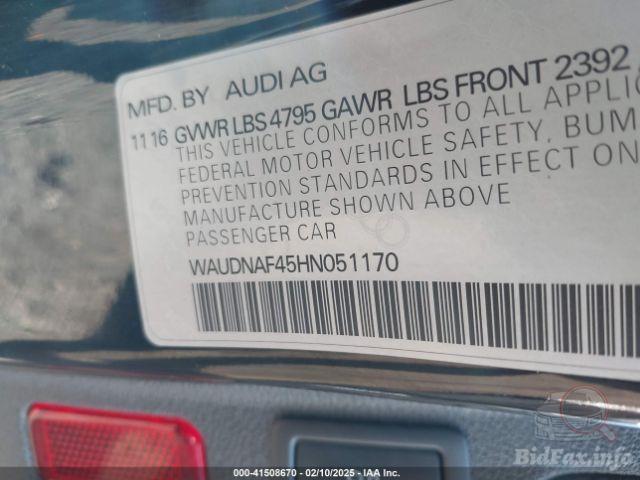 MFD. BY AUDI AG
11 16 GVWR LBS 4795 GAWR LBS FRONT 2392
THIS VEHICLE CONFORMS TO ALL APPLIC
FEDERAL MOTOR VEHICLE SAFETY, BUM
PREVENTION STANDARDS IN EFFECT ON
MANUFACTURE SHOWN ABOVE
PASSENGER CAR
WAUDNAF45HN051170
000-41508670 - 02/10/2025 - IAA Inc.
BidFax.info